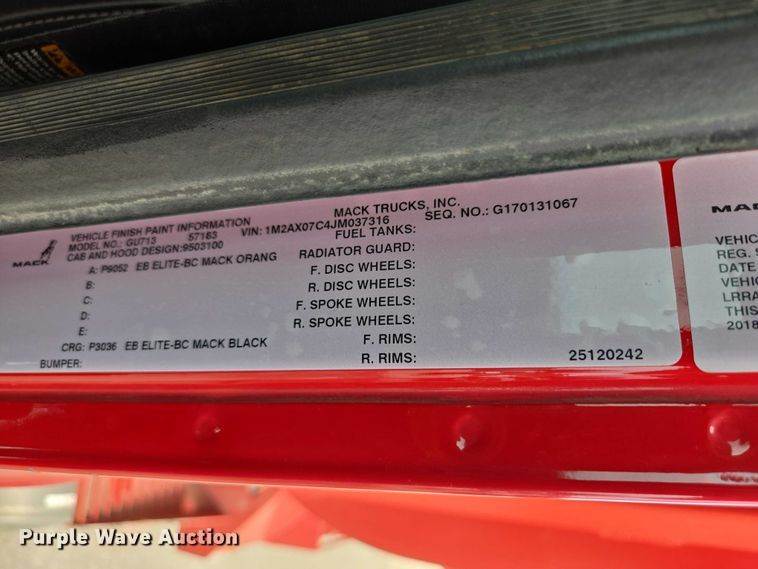 MACK
VEHICLE FINISH PAINT INFORMATION MACK TRUCKS, INC.
MODEL NO.: GU713 57183 VIN: 1M2AX07C4JM037316 SEQ. NO.: G170131067
CAB AND HOOD DESIGN:9503100 FUEL TANKS:
A: P9052 EB ELITE-BC MACK ORANG RADIATOR GUARD:
B: F. DISC WHEELS:
C: R. DISC WHEELS:
D: F. SPOKE WHEELS:
E: R. SPOKE WHEELS:
CRG: P3036 EB ELITE-BC MACK BLACK F. RIMS:
BUMPER: R. RIMS: 25120242
VEHIC
REG. S
DATE
VEHIC
LRRA
THIS
2018
Purple Wave Auction